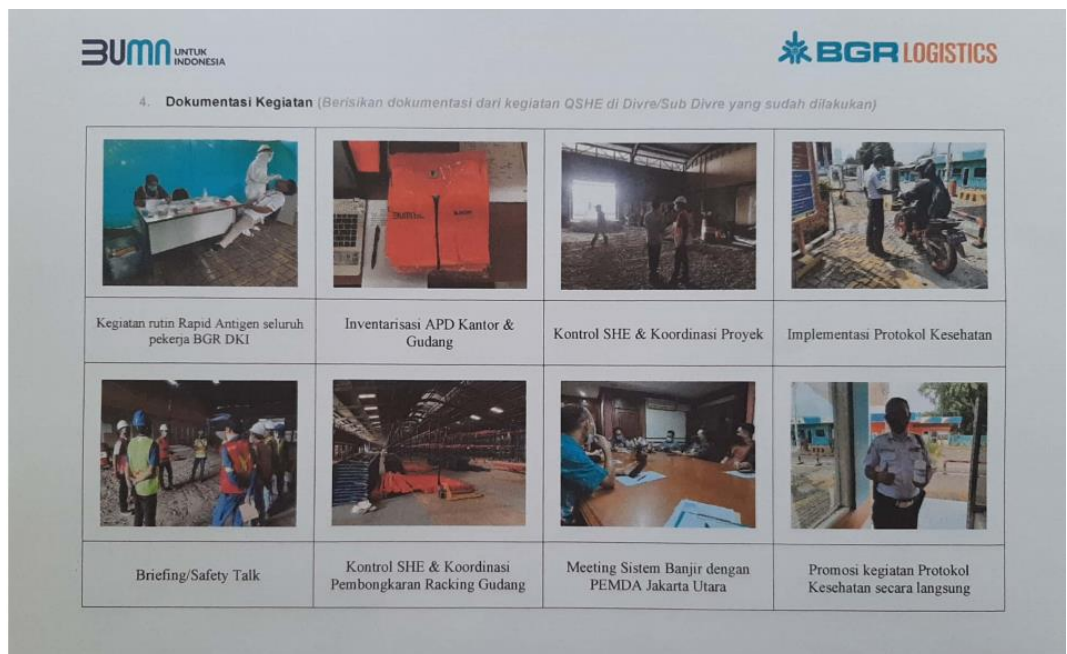 BUMN UNTUK
INDONESIA
BGR LOGISTICS
4. Dokumentasi Kegiatan (Berisikan dokumentasi dari kegiatan QSHE di Divre/Sub Divre yang sudah dilakukan)
Kegiatan rutin Rapid Antigen seluruh
pekerja BGR DKI
Inventarisasi APD Kantor &
Gudang
Kontrol SHE & Koordinasi Proyek
Implementasi Protokol Kesehatan
Briefing/Safety Talk
Kontrol SHE & Koordinasi
Pembongkaran Racking Gudang
Meeting Sistem Banjir dengan
PEMDA Jakarta Utara
Promosi kegiatan Protokol
Kesehatan secara langsung